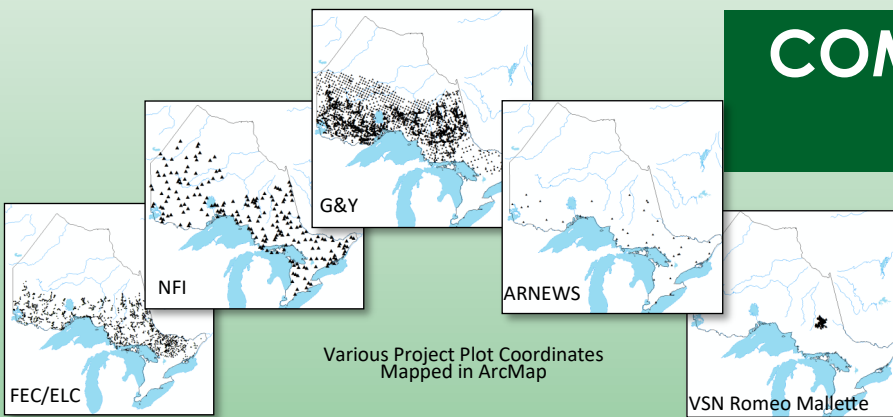 COM
G&Y
NFI
ARNEWS
FEC/ELC
Various Project Plot Coordinates
Mapped in ArcMap
VSN Romeo Mallette